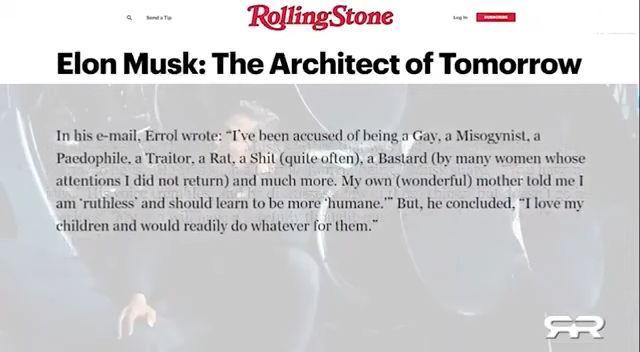 RollingStone
Send a Tip
Log In
SUBSCRIBE
Elon Musk: The Architect of Tomorrow
In his e-mail, Errol wrote: “I’ve been accused of being a Gay, a Misogynist, a
Paedophile, a Traitor, a Rat, a Shit (quite often), a Bastard (by many women whose
attentions I did not return) and much more. My own (wonderful) mother told me I
am ‘ruthless’ and should learn to be more ‘humane.’” But, he concluded, “I love my
children and would readily do whatever for them.“